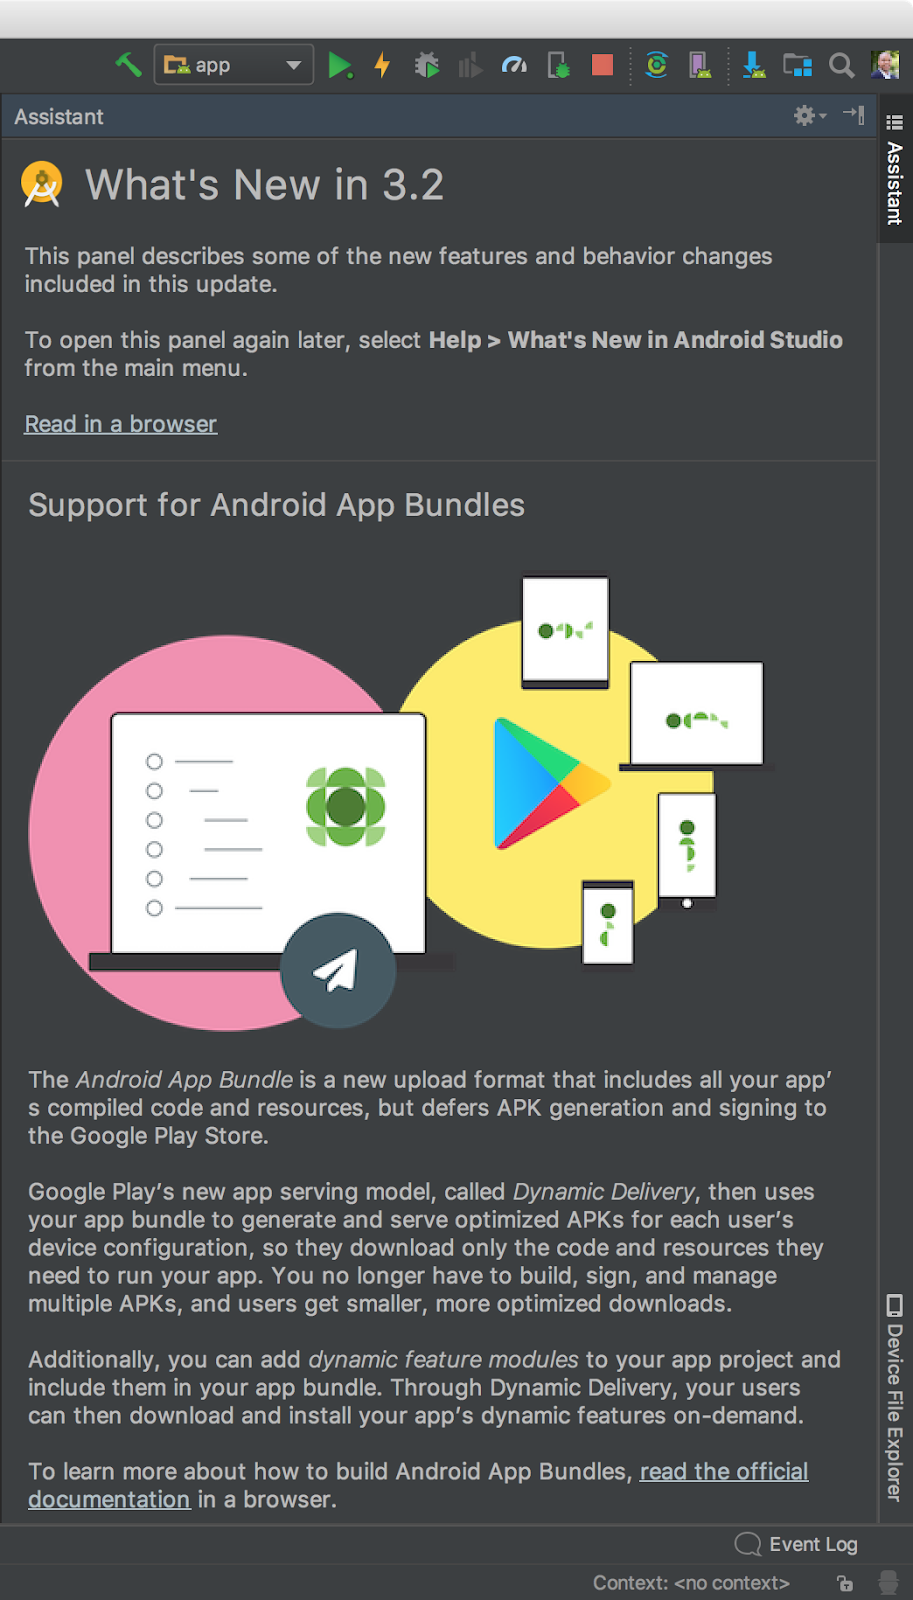 app
Assistant
What's New in 3.2
This panel describes some of the new features and behavior changes
included in this update.
To open this panel again later, select Help > What's New in Android Studio
from the main menu.
Read in a browser
Support for Android App Bundles
The Android App Bundle is a new upload format that includes all your app’
s compiled code and resources, but defers APK generation and signing to
the Google Play Store.
Google Play’s new app serving model, called Dynamic Delivery, then uses
your app bundle to generate and serve optimized APKs for each user’s
device configuration, so they download only the code and resources they
need to run your app. You no longer have to build, sign, and manage
multiple APKs, and users get smaller, more optimized downloads.
Additionally, you can add dynamic feature modules to your app project and
include them in your app bundle. Through Dynamic Delivery, your users
can then download and install your app’s dynamic features on-demand.
To learn more about how to build Android App Bundles, read the official
documentation in a browser.
Assistant
Device File Explorer
Event Log
Context: <no context>